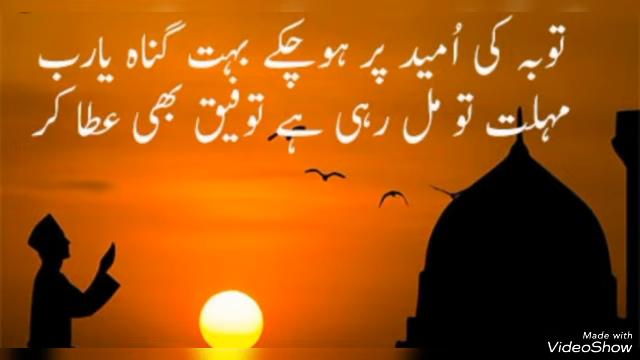 توبہ کی اُمید پر ہو چکے بہت گناہ یارب
مہلت تو مل رہی ہے توفیق بھی عطا کر
Made with
VideoShow